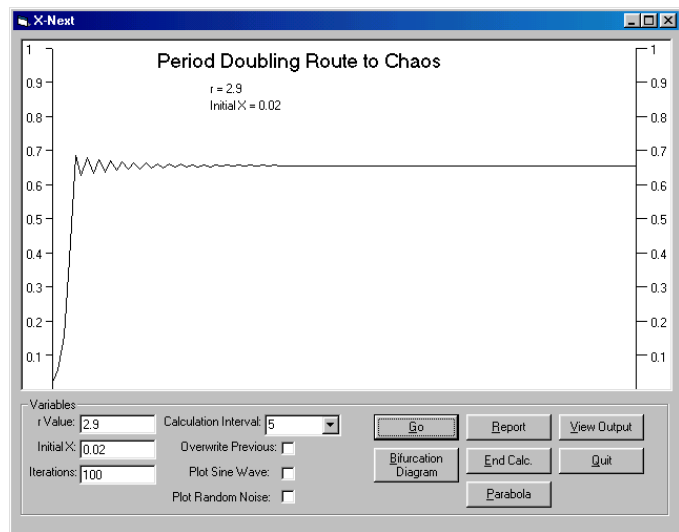 X-Next
Period Doubling Route to Chaos
r = 2.9
Initial X = 0.02
1
0.9
0.8
0.7
0.6
0.5
0.4
0.3
0.2
0.1
1
0.9
0.8
0.7
0.6
0.5
0.4
0.3
0.2
0.1
Variables
r Value: 2.9
Initial X: 0.02
Iterations: 100
Calculation Interval: 5
Overwrite Previous:
Plot Sine Wave:
Plot Random Noise:
Go
Report
View Output
Bifurcation
Diagram
End Calc.
Quit
Parabola